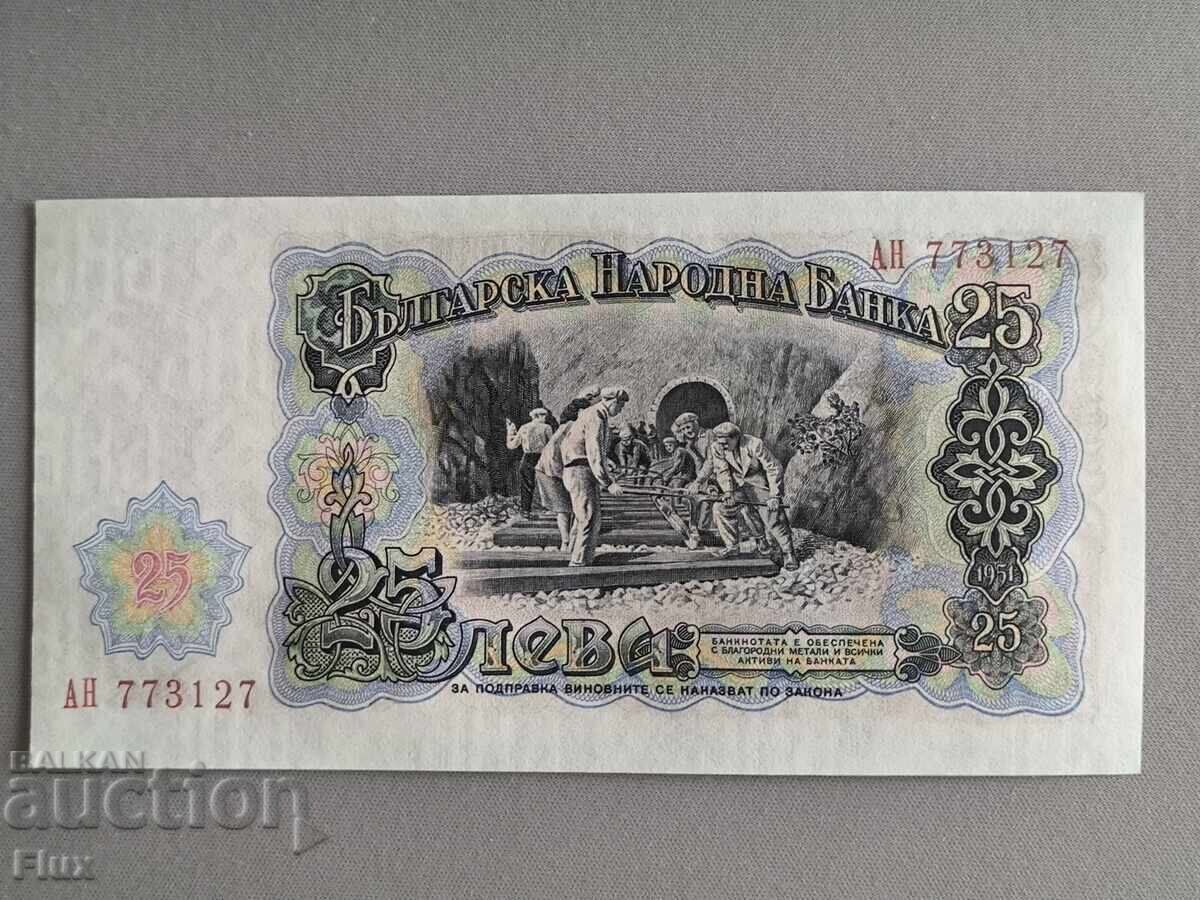 АН 773127
Българска Народна Банка
25
25
1951
25
25 лева
БАНКНОТАТА Е ОБЕСПЕЧЕНА
С БЛАГОРОДНИ МЕТАЛИ И ВСИЧКИ
АКТИВИ НА БАНКАТА
ЗА ПОДПРАВКА ВИНОВНИТЕ СЕ НАКАЗВАТ ПО ЗАКОНА
АН 773127
BALKAN
auction
Flux